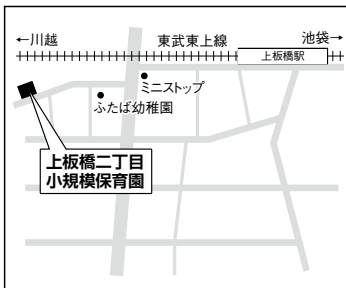 ←川越
東武東上線
池袋→
上板橋駅
ミニストップ
ふたば幼稚園
上板橋二丁目
小規模保育園